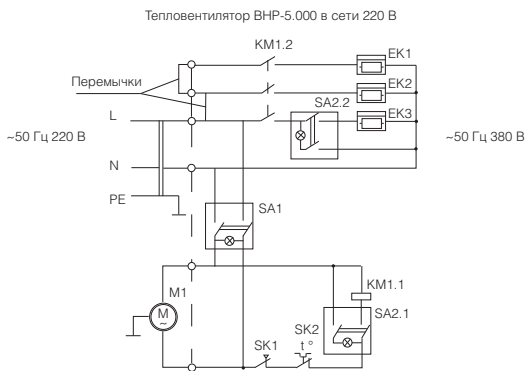 Тепловентилятор ВНР-5.000 в сети 220 В
KM1.2
EK1
Перемычки
EK2
SA2.2
L
EK3
~50 Гц 220 В
~50 Гц 380 В
N
PE
SA1
M1
KM1.1
M
~
SA2.1
SK1
SK2
t °